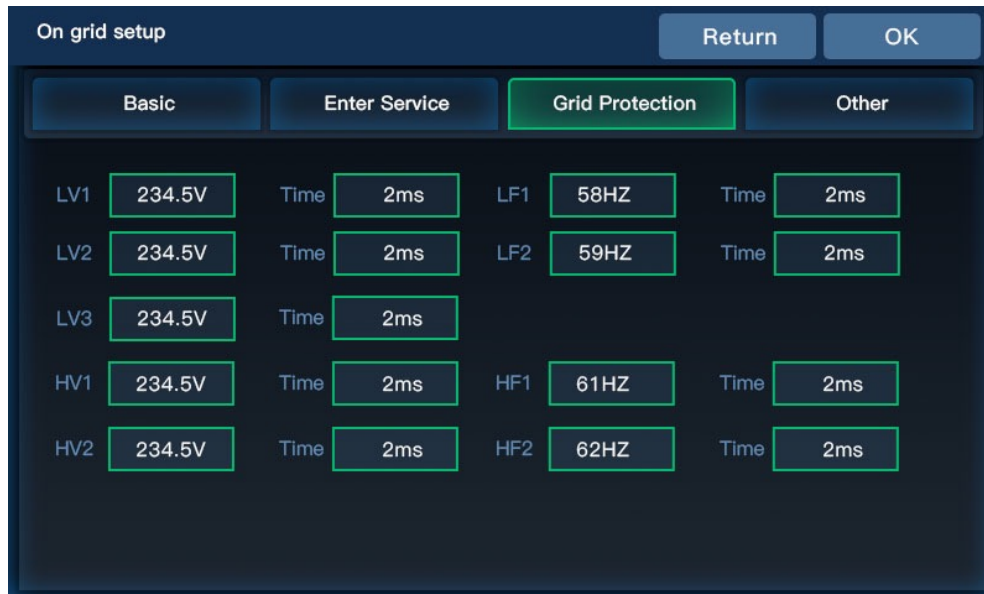 On grid setup Return OK
Basic Enter Service Grid Protection Other
LV1 234.5V Time 2ms LF1 58HZ Time 2ms
LV2 234.5V Time 2ms LF2 59HZ Time 2ms
LV3 234.5V Time 2ms
HV1 234.5V Time 2ms HF1 61HZ Time 2ms
HV2 234.5V Time 2ms HF2 62HZ Time 2ms